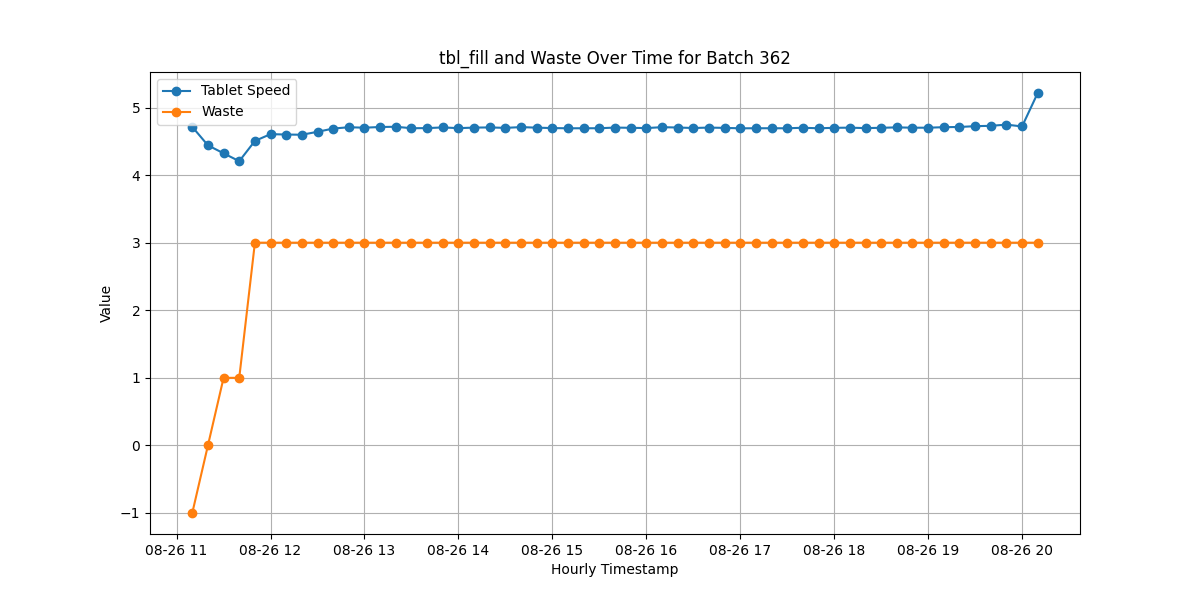 tbl_fill and Waste Over Time for Batch 362
Tablet Speed
Waste
Value
5
4
3
2
1
0
−1
08-26 11 08-26 12 08-26 13 08-26 14 08-26 15 08-26 16 08-26 17 08-26 18 08-26 19 08-26 20
Hourly Timestamp